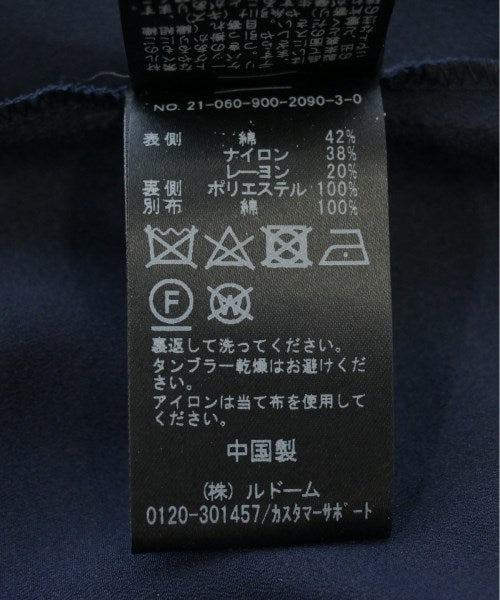 NO. 21-060-900-2090-3-0
表側 綿 42%
ナイロン 38%
レーヨン 20%
裏側 ポリエステル 100%
別布 綿 100%
F
W
裏返して洗ってください。
タンブラー乾燥はお避けくだ
さい。
アイロンは当て布を使用して
ください。
中国製
(株) ルドーム
0120-301457/カスタマーサポート